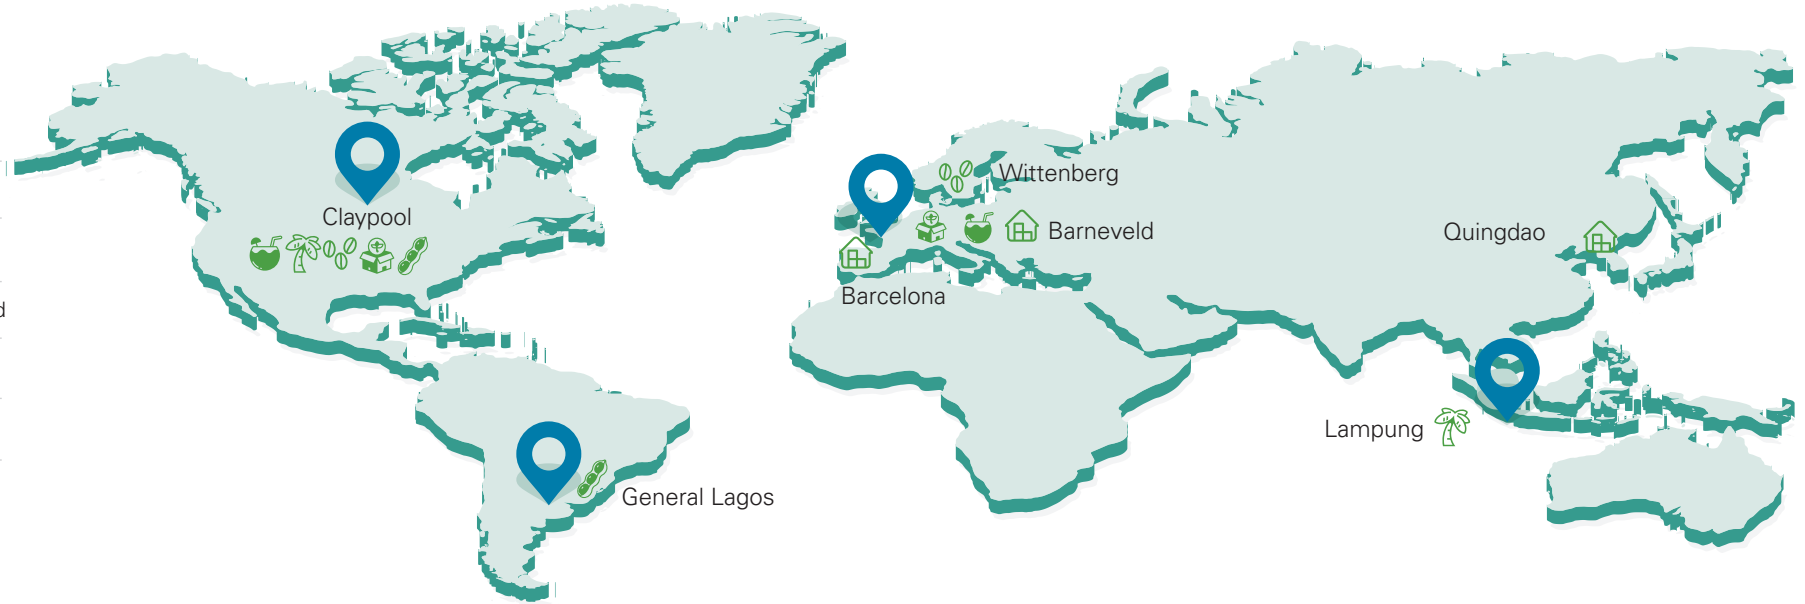 Wittenberg
Claypool
Barneveld
Quingdao
Barcelona
d
Lampung
General Lagos